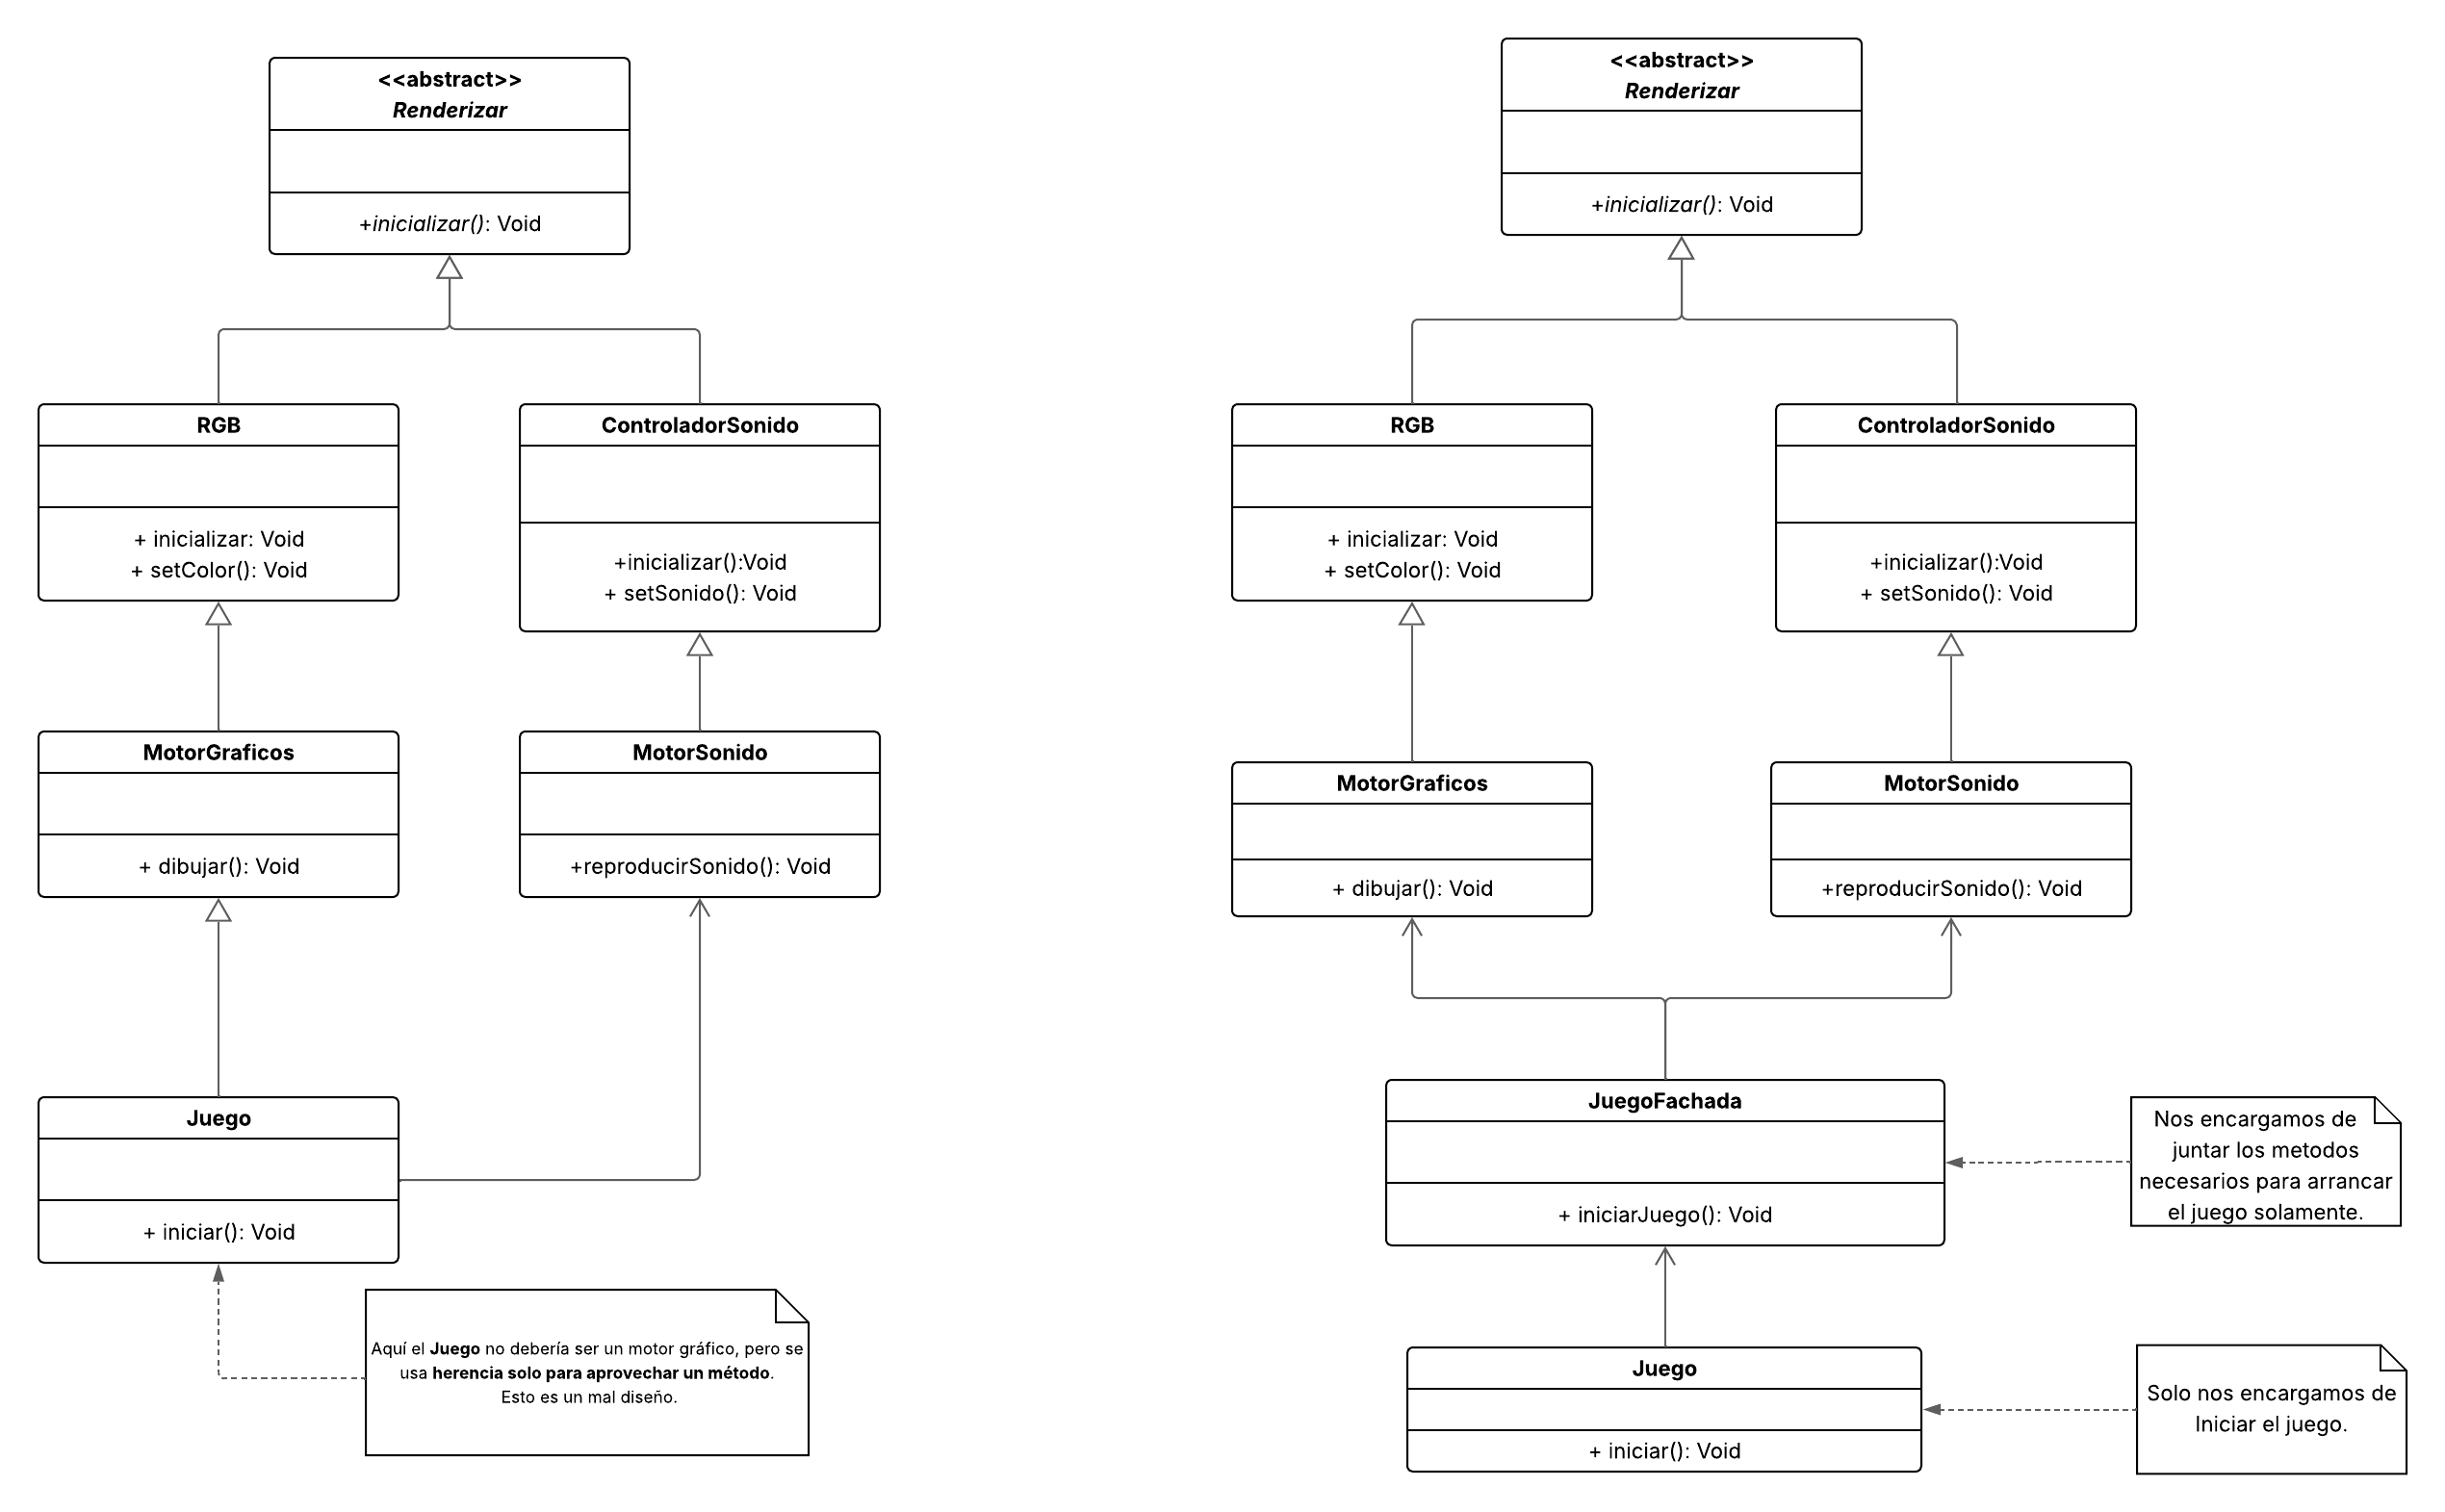 <<abstract>>
Renderizar
+inicializar(): Void
RGB
+ inicializar: Void
+ setColor(): Void
ControladorSonido
+inicializar():Void
+ setSonido(): Void
MotorGraficos
+ dibujar(): Void
MotorSonido
+reproducirSonido(): Void
Juego
+ iniciar(): Void
Aquí el Juego no debería ser un motor gráfico, pero se
usa herencia solo para aprovechar un método.
Esto es un mal diseño.
<<abstract>>
Renderizar
+inicializar(): Void
RGB
+ inicializar: Void
+ setColor(): Void
ControladorSonido
+inicializar():Void
+ setSonido(): Void
MotorGraficos
+ dibujar(): Void
MotorSonido
+reproducirSonido(): Void
JuegoFachada
+ iniciarJuego(): Void
Nos encargamos de
juntar los metodos
necesarios para arrancar
el juego solamente.
Juego
+ iniciar(): Void
Solo nos encargamos de
Iniciar el juego.